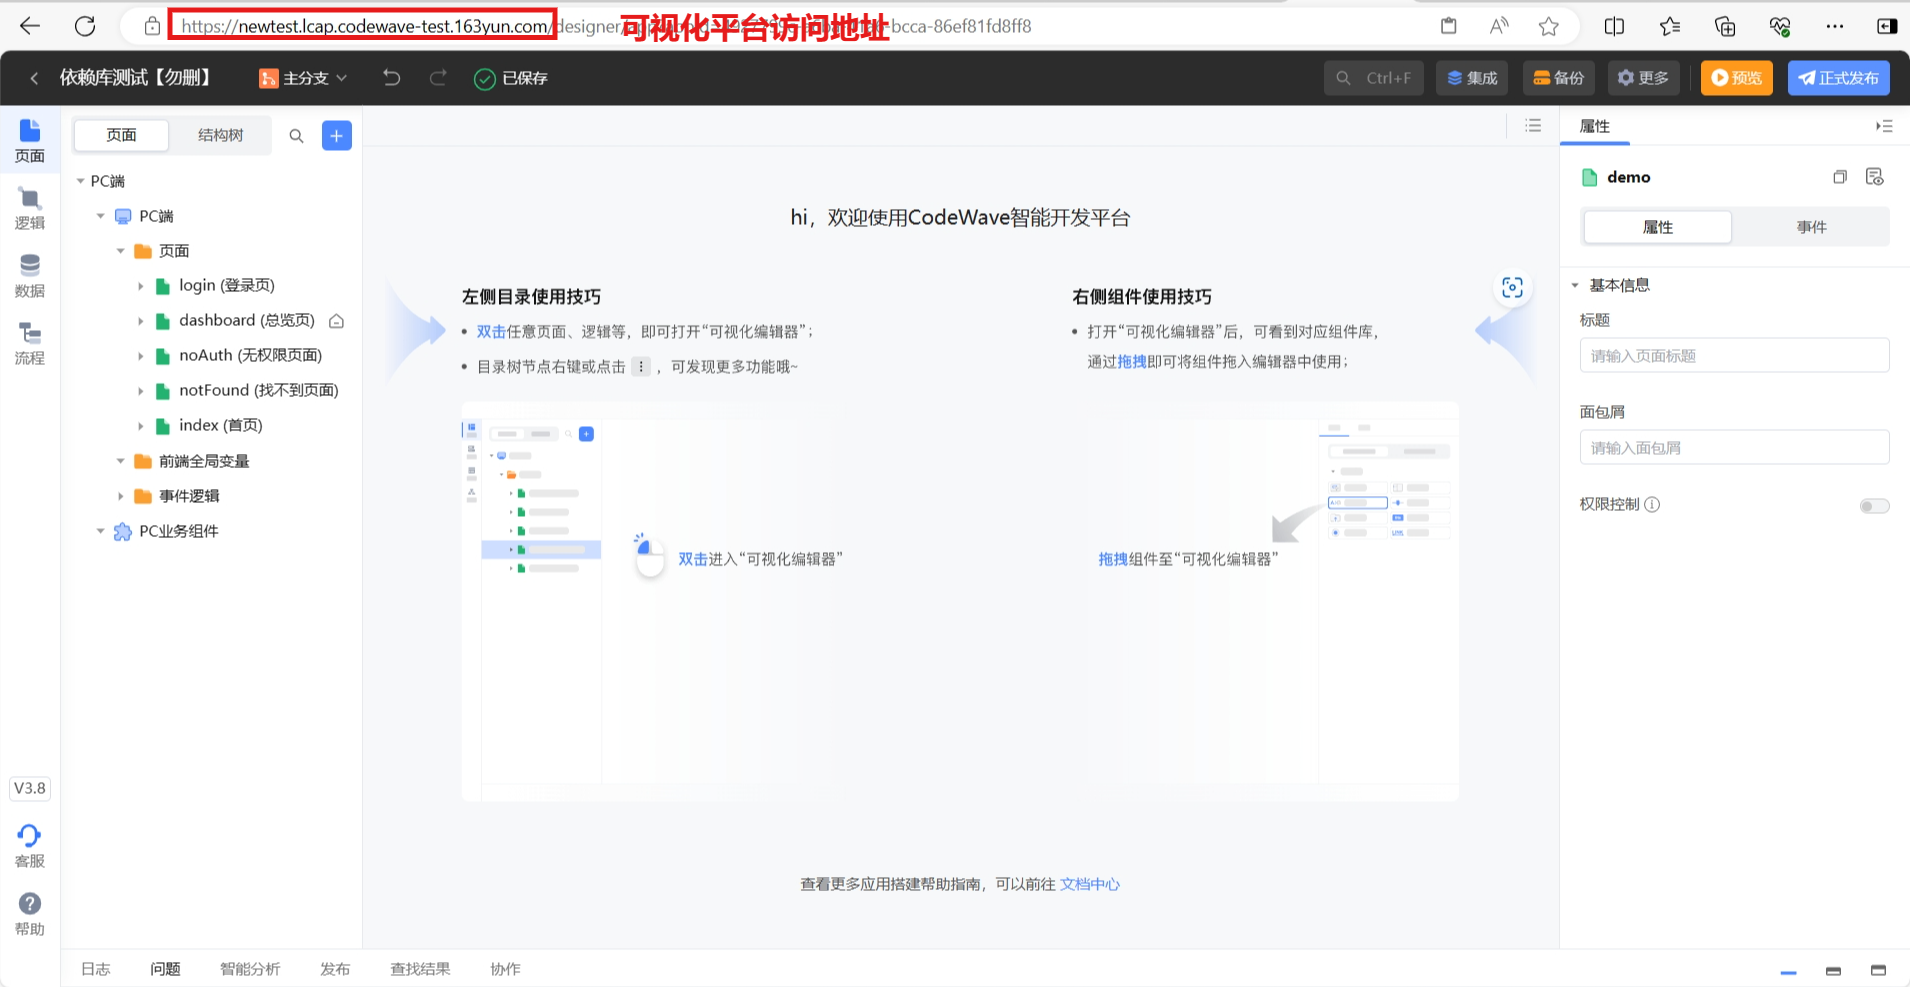 https://newtest.lcap.codewave-test.163yun.com/designer/
bcca-86ef81fd8ff8
可视化平台访问地址
依赖库测试【勿删】
主分支
已保存
Ctrl+F
集成
备份
更多
预览
正式发布
页面
逻辑
数据
流程
V3.8
客服
帮助
页面
结构树
PC端
PC端
页面
login (登录页)
dashboard (总览页)
noAuth (无权限页面)
notFound (找不到页面)
index (首页)
前端全局变量
事件逻辑
PC业务组件
hi，欢迎使用CodeWave智能开发平台
左侧目录使用技巧
• 双击任意页面、逻辑等，即可打开“可视化编辑器”；
• 目录树节点右键或点击 ⋮ ，可发现更多功能哦~
双击进入“可视化编辑器”
右侧组件使用技巧
• 打开“可视化编辑器”后，可看到对应组件库，
通过拖拽即可将组件拖入编辑器中使用；
拖拽组件至“可视化编辑器”
查看更多应用搭建帮助指南，可以前往 文档中心
属性
demo
属性
事件
基本信息
标题
请输入页面标题
面包屑
请输入面包屑
权限控制
日志
问题
智能分析
发布
查找结果
协作